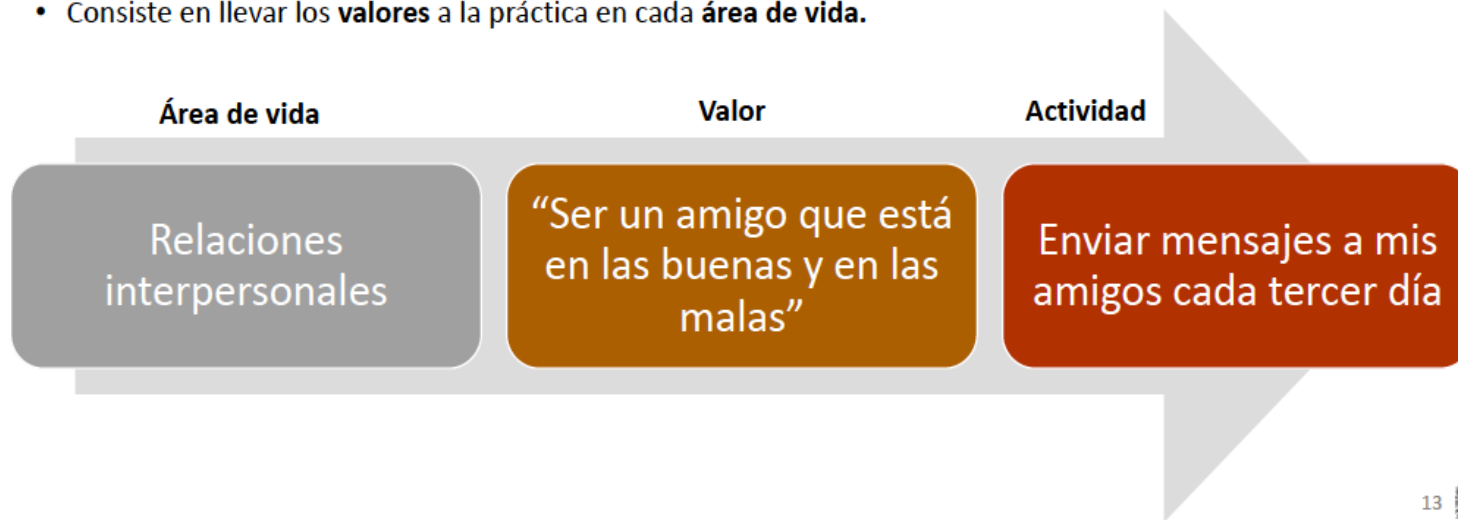 • Consiste en llevar los valores a la práctica en cada área de vida.
Área de vida
Valor
Actividad
Relaciones
interpersonales
“Ser un amigo que está
en las buenas y en las
malas”
Enviar mensajes a mis
amigos cada tercer día
13